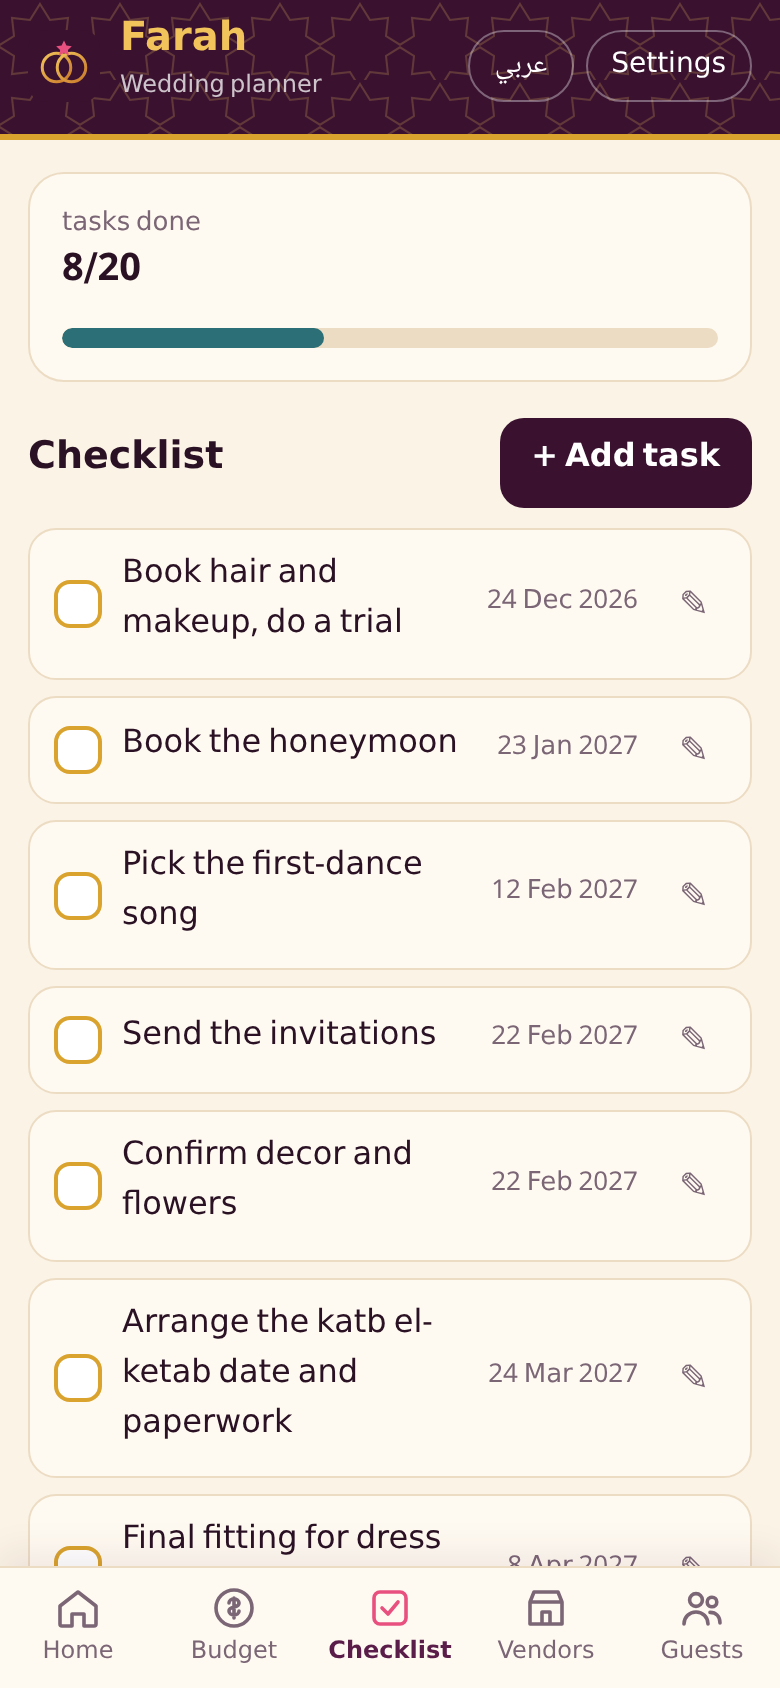 Farah
Wedding planner
عربي
Settings
tasks done
8/20
Checklist
+ Add task
Book hair and
makeup, do a trial
24 Dec 2026
Book the honeymoon
23 Jan 2027
Pick the first-dance
song
12 Feb 2027
Send the invitations
22 Feb 2027
Confirm decor and
flowers
22 Feb 2027
Arrange the katb el-
ketab date and
paperwork
24 Mar 2027
Final fitting for dress
8 Apr 2027
Home
Budget
Checklist
Vendors
Guests